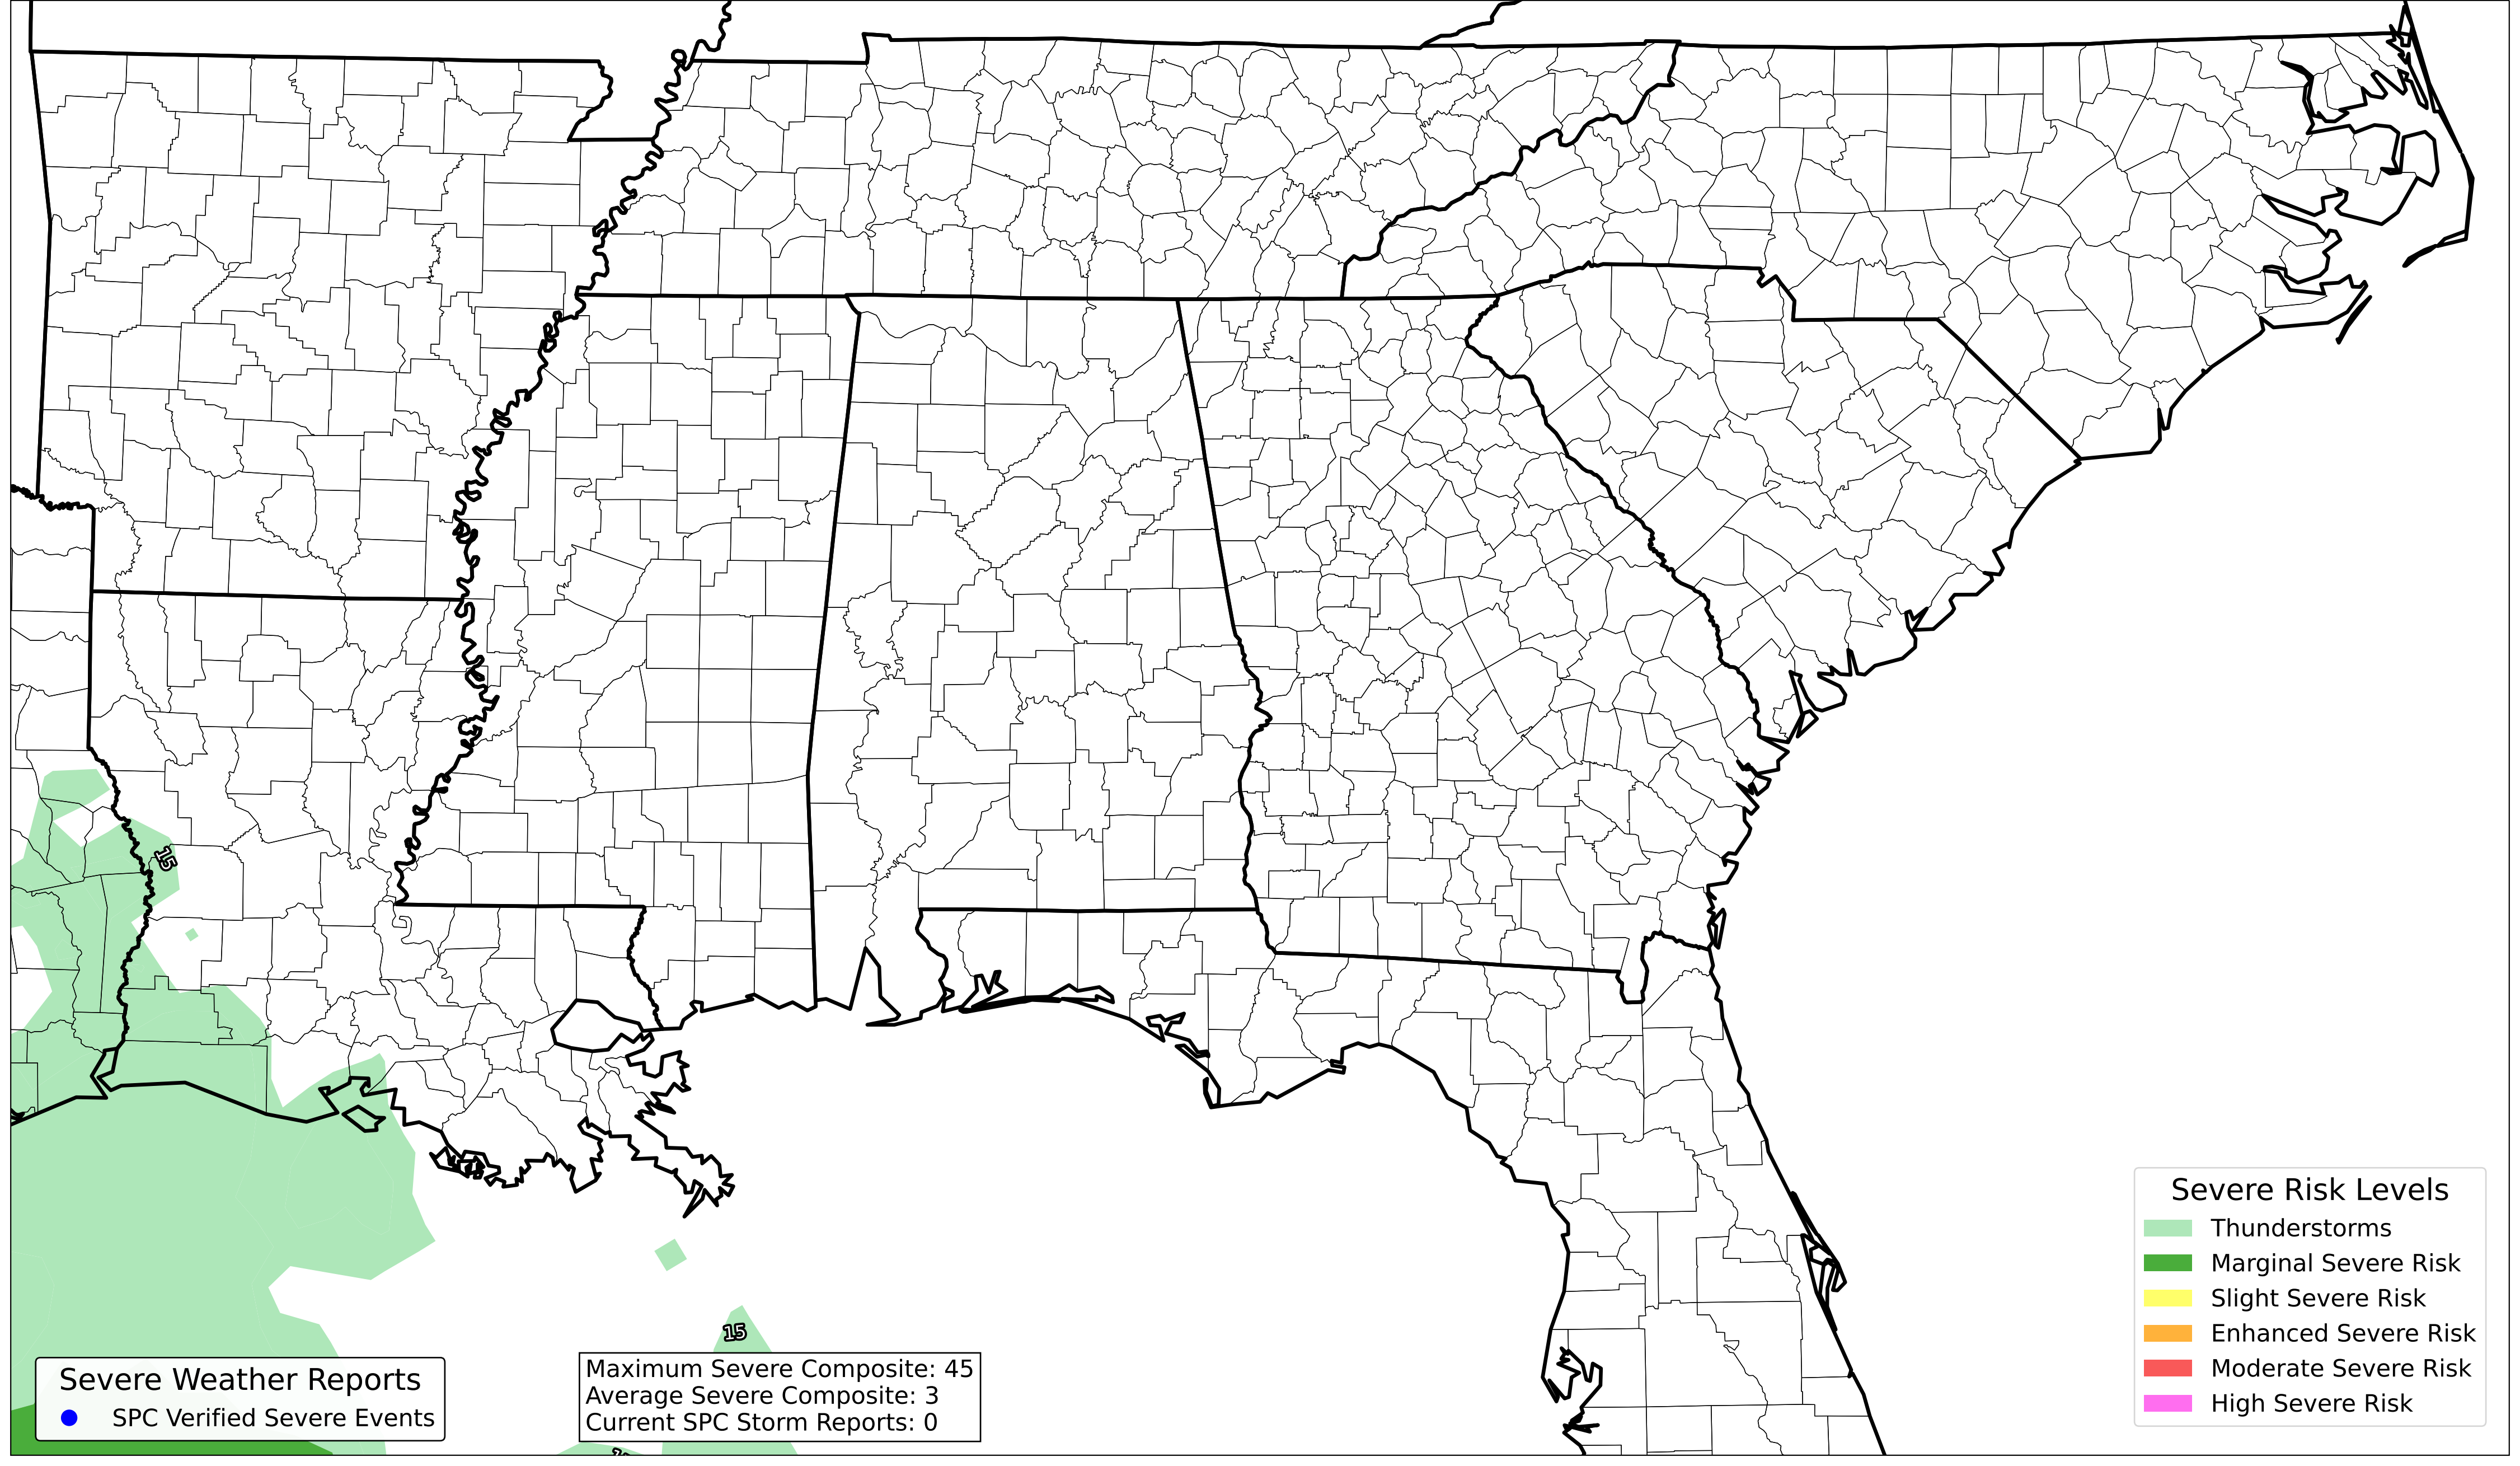 15
15
Severe Weather Reports
SPC Verified Severe Events
Maximum Severe Composite: 45
Average Severe Composite: 3
Current SPC Storm Reports: 0
Severe Risk Levels
Thunderstorms
Marginal Severe Risk
Slight Severe Risk
Enhanced Severe Risk
Moderate Severe Risk
High Severe Risk